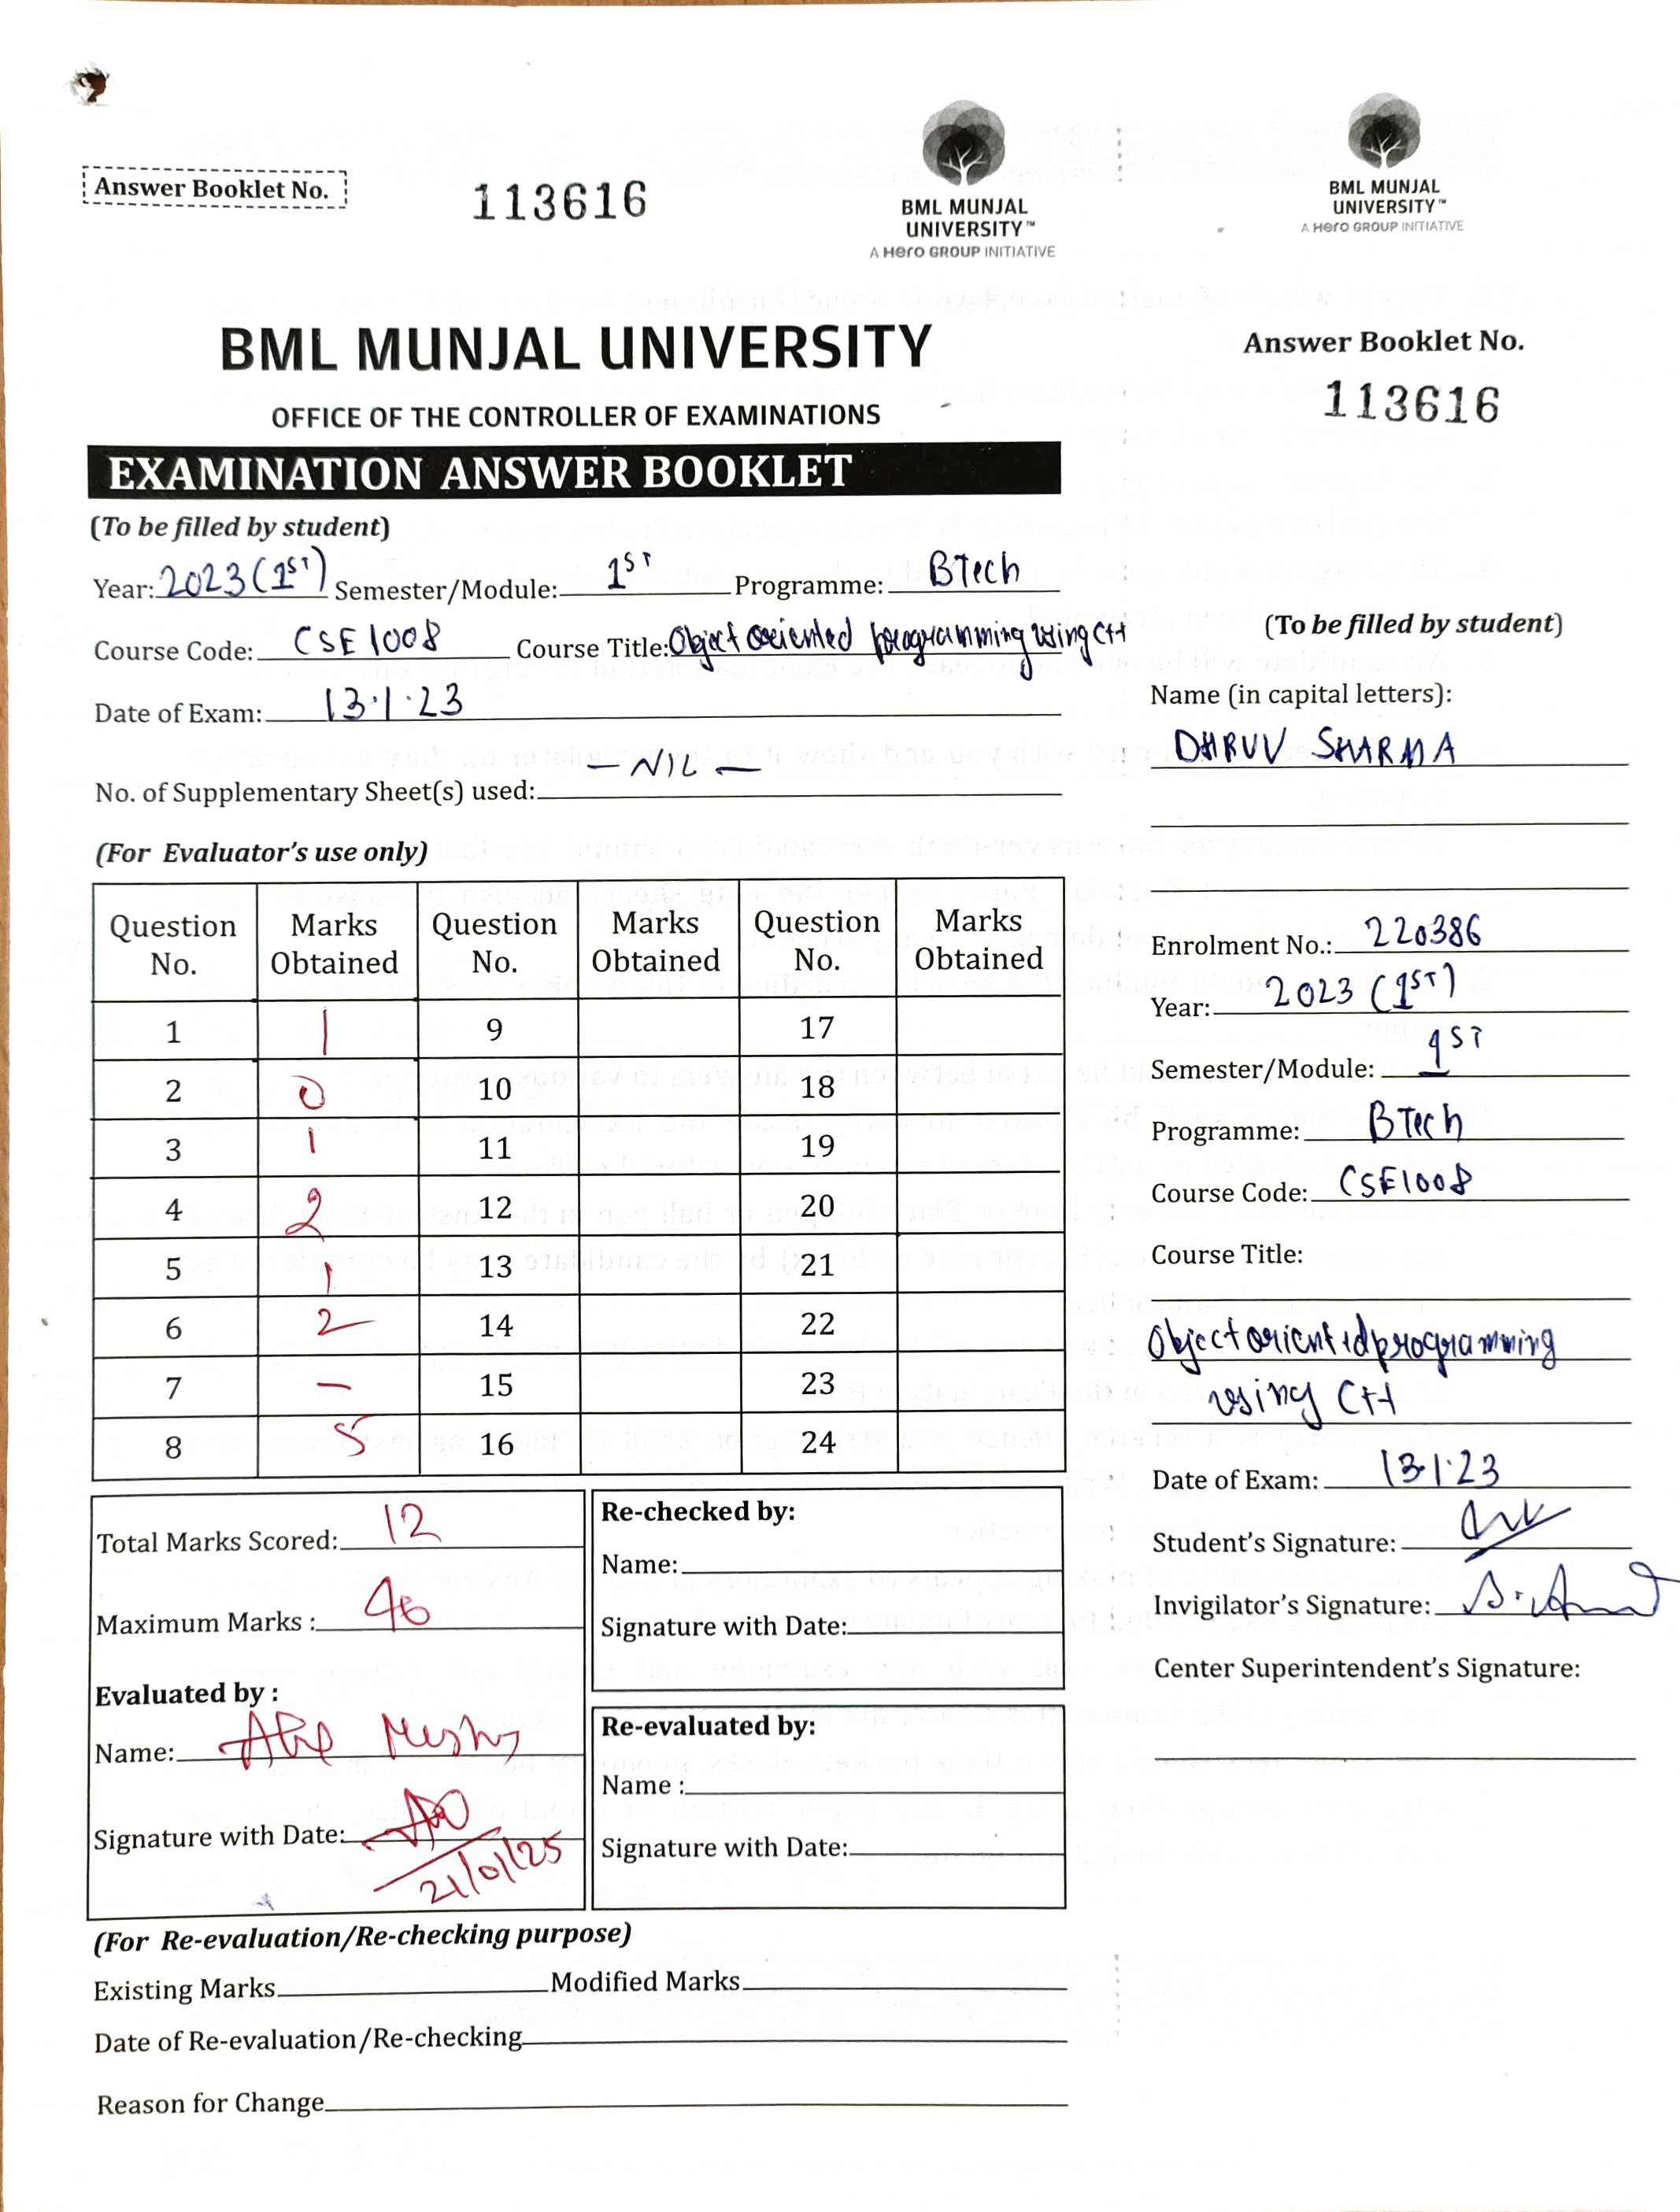 Answer Booklet No.
113616
BML MUNJAL
UNIVERSITY™
A Hero GROUP INITIATIVE
BML MUNJAL
UNIVERSITY™
A Hero GROUP INITIATIVE
BML MUNJAL UNIVERSITY
OFFICE OF THE CONTROLLER OF EXAMINATIONS
EXAMINATION ANSWER BOOKLET
(To be filled by student)
Year: 2023 (1ST) Semester/Module: 1ST Programme: BTech
Course Code: CSE1008 Course Title: Object oriented programming using C++
Date of Exam: 13.1.23
No. of Supplementary Sheet(s) used: - NIL -
(For Evaluator's use only)
Question No. Marks Obtained Question No. Marks Obtained Question No. Marks Obtained
1 1 9 17
2 0 10 18
3 1 11 19
4 2 12 20
5 1 13 21
6 2 14 22
7 - 15 23
8 5 16 24
Total Marks Scored: 12
Maximum Marks : 40
Evaluated by :
Name:
Signature with Date: 21/01/25
Re-checked by:
Name:
Signature with Date:
Re-evaluated by:
Name :
Signature with Date:
(For Re-evaluation/Re-checking purpose)
Existing Marks Modified Marks
Date of Re-evaluation/Re-checking
Reason for Change
Answer Booklet No.
113616
(To be filled by student)
Name (in capital letters):
DHRUV SHARMA
Enrolment No.: 220386
Year: 2023 (1ST)
Semester/Module: 1ST
Programme: BTech
Course Code: CSE1008
Course Title:
Object oriented programming
using C++
Date of Exam: 13.1.23
Student's Signature:
Invigilator's Signature:
Center Superintendent's Signature: